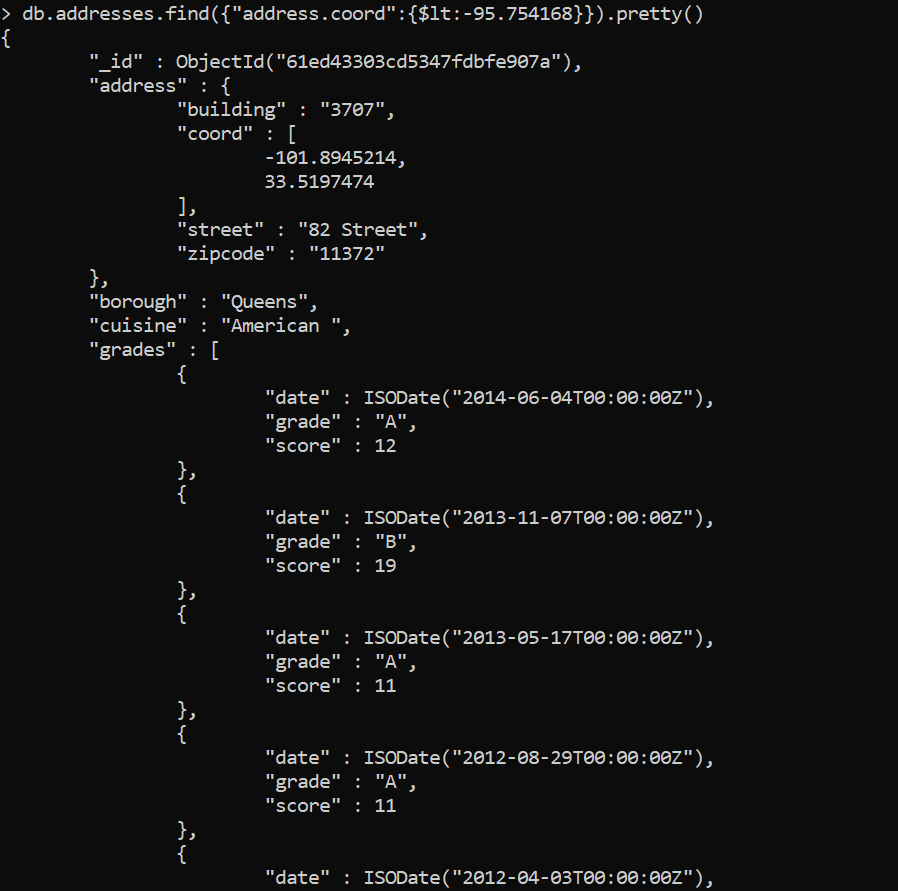 > db.addresses.find({"address.coord":{$lt:-95.754168}}).pretty()
{
        "_id" : ObjectId("61ed43303cd5347fdbfe907a"),
        "address" : {
                "building" : "3707",
                "coord" : [
                        -101.8945214,
                        33.5197474
                ],
                "street" : "82 Street",
                "zipcode" : "11372"
        },
        "borough" : "Queens",
        "cuisine" : "American ",
        "grades" : [
                {
                        "date" : ISODate("2014-06-04T00:00:00Z"),
                        "grade" : "A",
                        "score" : 12
                },
                {
                        "date" : ISODate("2013-11-07T00:00:00Z"),
                        "grade" : "B",
                        "score" : 19
                },
                {
                        "date" : ISODate("2013-05-17T00:00:00Z"),
                        "grade" : "A",
                        "score" : 11
                },
                {
                        "date" : ISODate("2012-08-29T00:00:00Z"),
                        "grade" : "A",
                        "score" : 11
                },
                {
                        "date" : ISODate("2012-04-03T00:00:00Z"),